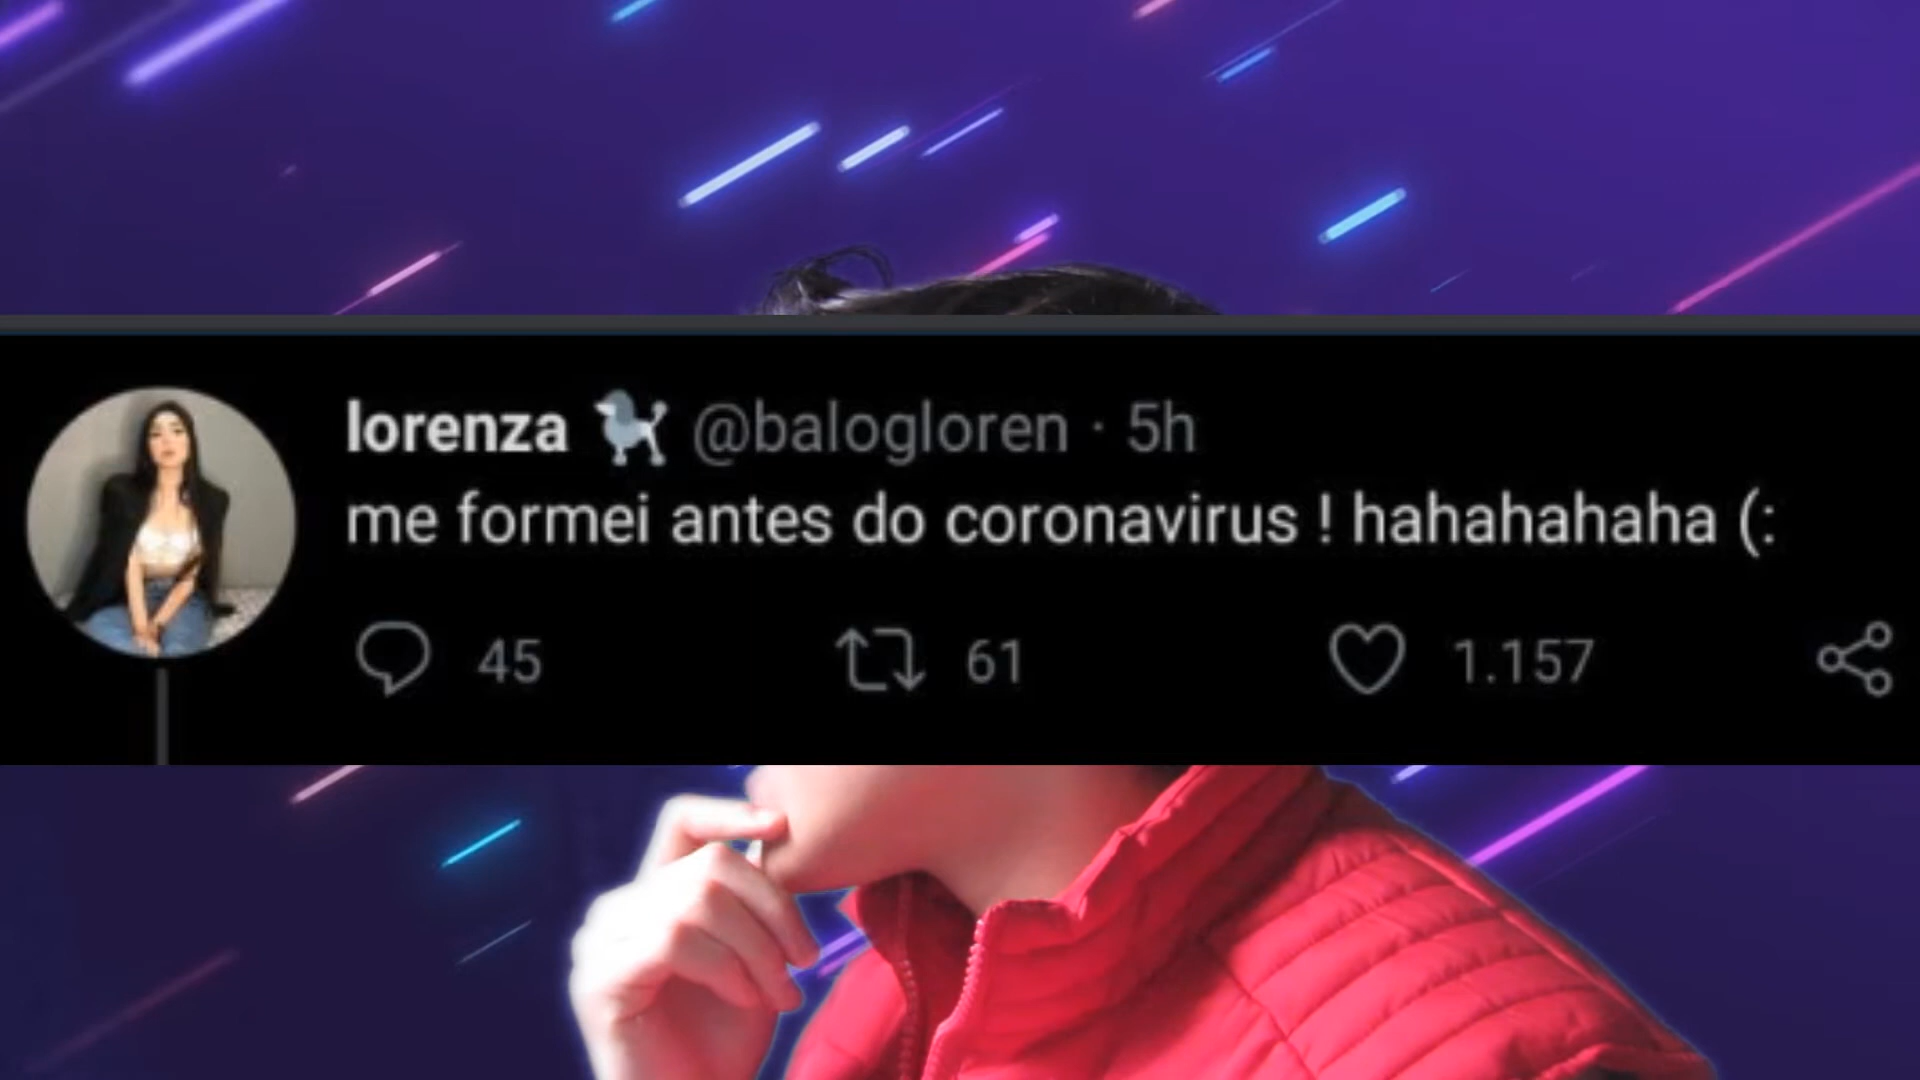 lorenza 🐩 @balogloren · 5h
me formei antes do coronavirus ! hahahahaha (:
45 61 1.157